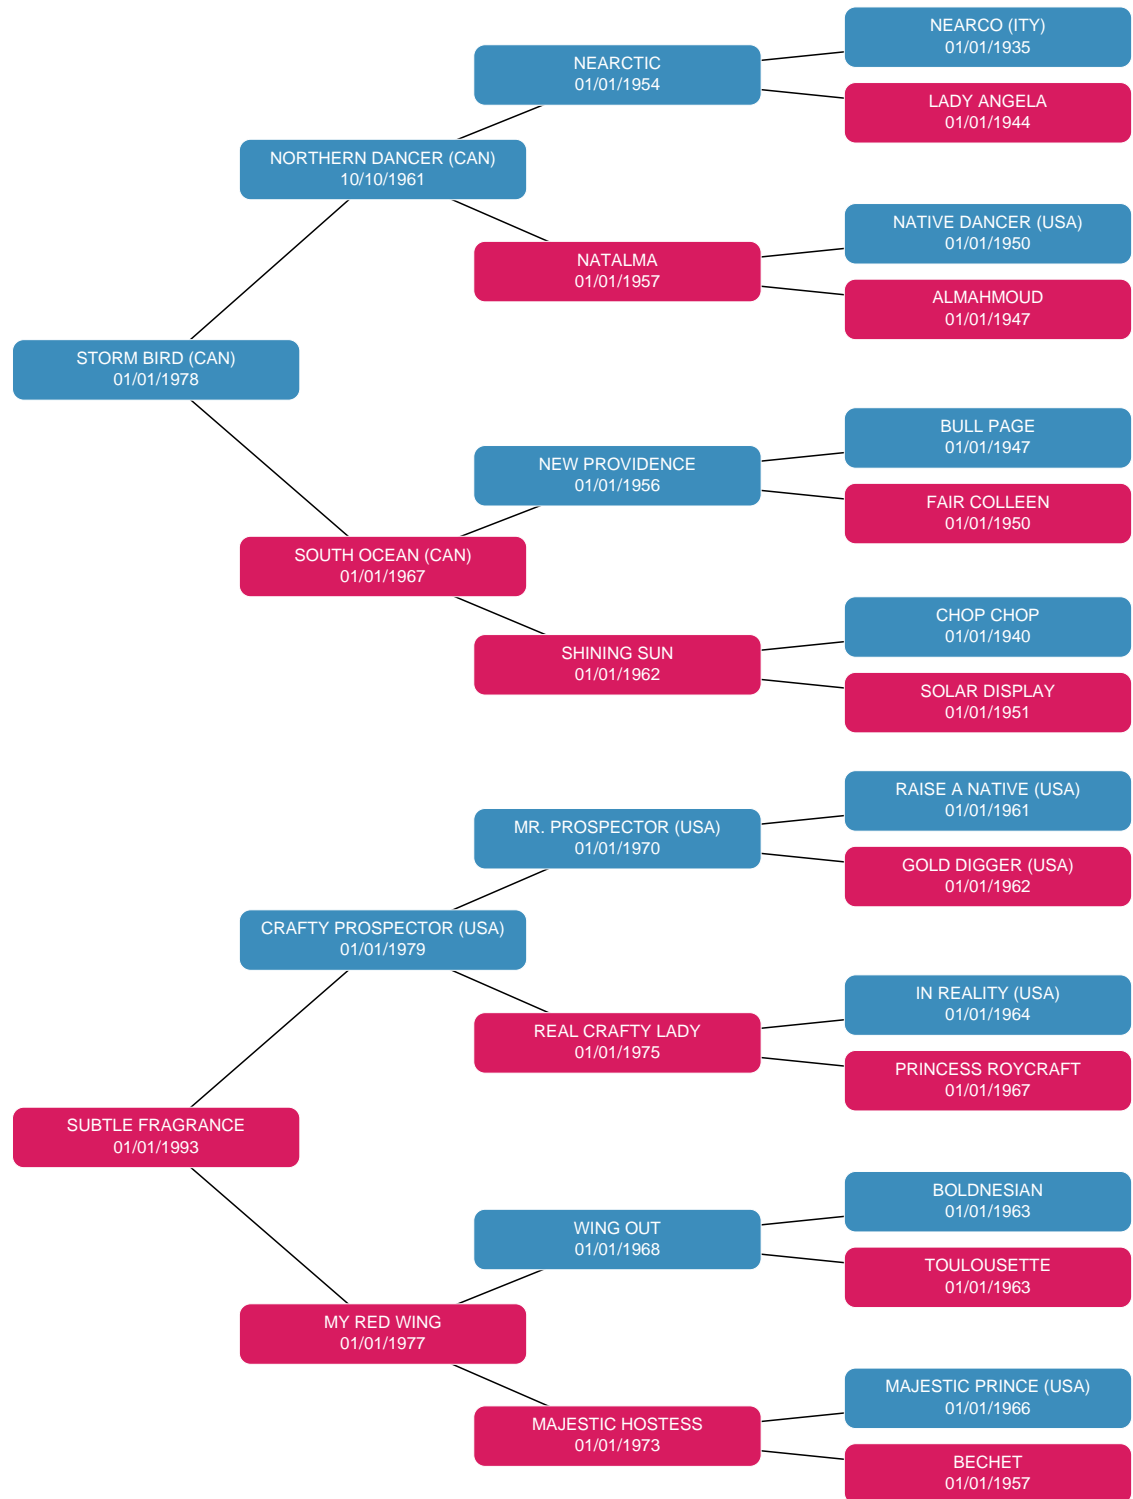 NEARCO (ITY)
01/01/1935
NEARCTIC
01/01/1954
LADY ANGELA
01/01/1944
NORTHERN DANCER (CAN)
10/10/1961
NATIVE DANCER (USA)
01/01/1950
NATALMA
01/01/1957
ALMAHMOUD
01/01/1947
STORM BIRD (CAN)
01/01/1978
BULL PAGE
01/01/1947
NEW PROVIDENCE
01/01/1956
FAIR COLLEEN
01/01/1950
SOUTH OCEAN (CAN)
01/01/1967
CHOP CHOP
01/01/1940
SHINING SUN
01/01/1962
SOLAR DISPLAY
01/01/1951
RAISE A NATIVE (USA)
01/01/1961
MR. PROSPECTOR (USA)
01/01/1970
GOLD DIGGER (USA)
01/01/1962
CRAFTY PROSPECTOR (USA)
01/01/1979
IN REALITY (USA)
01/01/1964
REAL CRAFTY LADY
01/01/1975
PRINCESS ROYCRAFT
01/01/1967
SUBTLE FRAGRANCE
01/01/1993
BOLDNESIAN
01/01/1963
WING OUT
01/01/1968
TOULOUSETTE
01/01/1963
MY RED WING
01/01/1977
MAJESTIC PRINCE (USA)
01/01/1966
MAJESTIC HOSTESS
01/01/1973
BECHET
01/01/1957